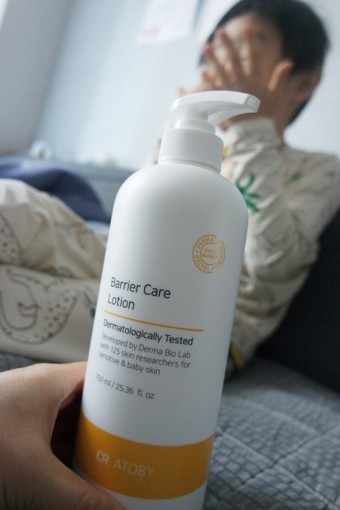 Barrier Care
Lotion
Dermatologically Tested
Developed by Derma Bio Lab
with 125 skin researchers for
sensitive & baby skin
750 ml / 25.36 fl. oz
DR. ATOBY